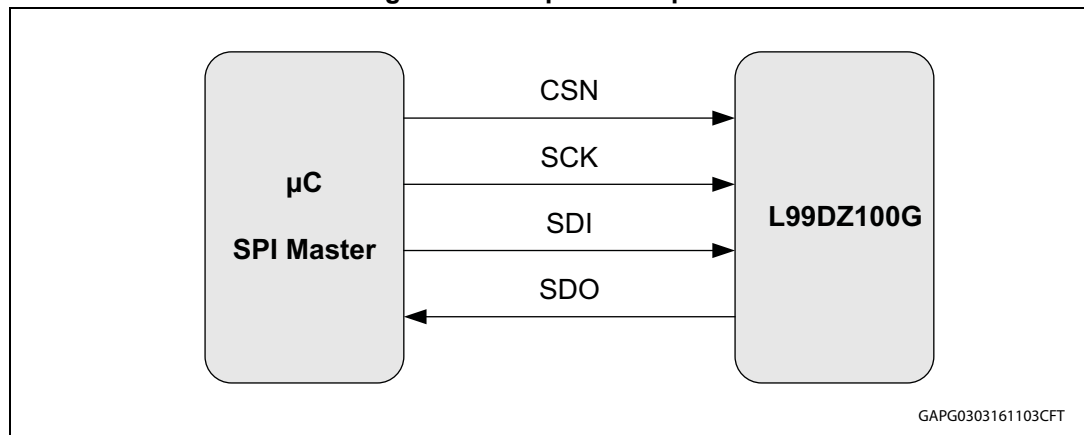 CSN
SCK
µC
SDI
L99DZ100G
SPI Master
SDO
GAPG0303161103CFT